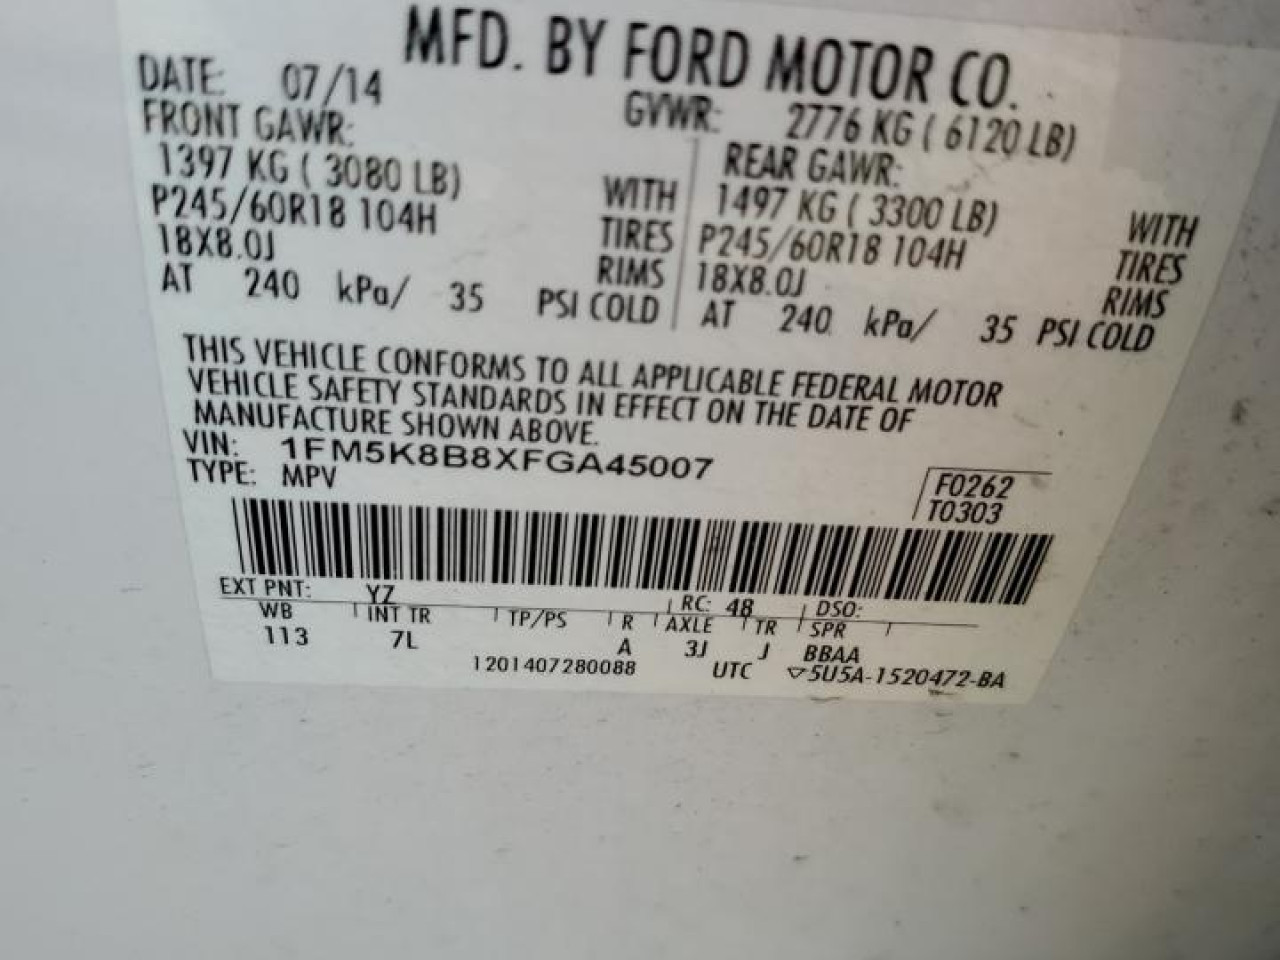 MFD. BY FORD MOTOR CO.
DATE: 07/14 GVWR: 2776 KG ( 6120 LB)
FRONT GAWR: REAR GAWR:
1397 KG ( 3080 LB) WITH 1497 KG ( 3300 LB) WITH
P245/60R18 104H TIRES P245/60R18 104H TIRES
18X8.0J RIMS 18X8.0J RIMS
AT 240 kPa/ 35 PSI COLD AT 240 kPa/ 35 PSI COLD
THIS VEHICLE CONFORMS TO ALL APPLICABLE FEDERAL MOTOR
VEHICLE SAFETY STANDARDS IN EFFECT ON THE DATE OF
MANUFACTURE SHOWN ABOVE.
VIN: 1FM5K8B8XFGA45007
TYPE: MPV
F0262
T0303
EXT PNT: YZ RC: 48 DSO:
WB INT TR TP/PS R AXLE TR SPR
113 7L A 3J J BBAA
1201407280088 UTC ▽5U5A-1520472-BA